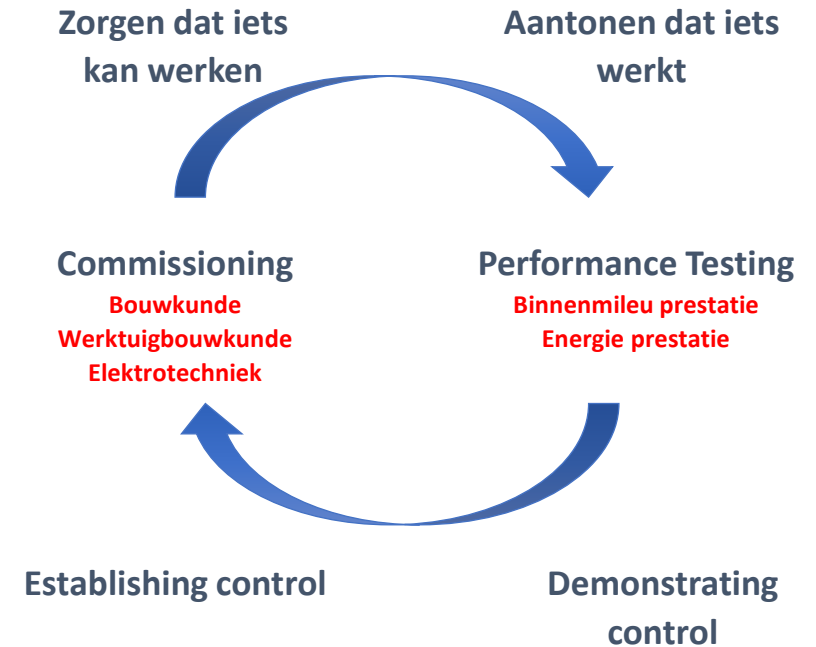 Zorgen dat iets
kan werken
Aantonen dat iets
werkt
Commissioning
Bouwkunde
Werktuigbouwkunde
Elektrotechniek
Performance Testing
Binnenmileu prestatie
Energie prestatie
Establishing control
Demonstrating
control